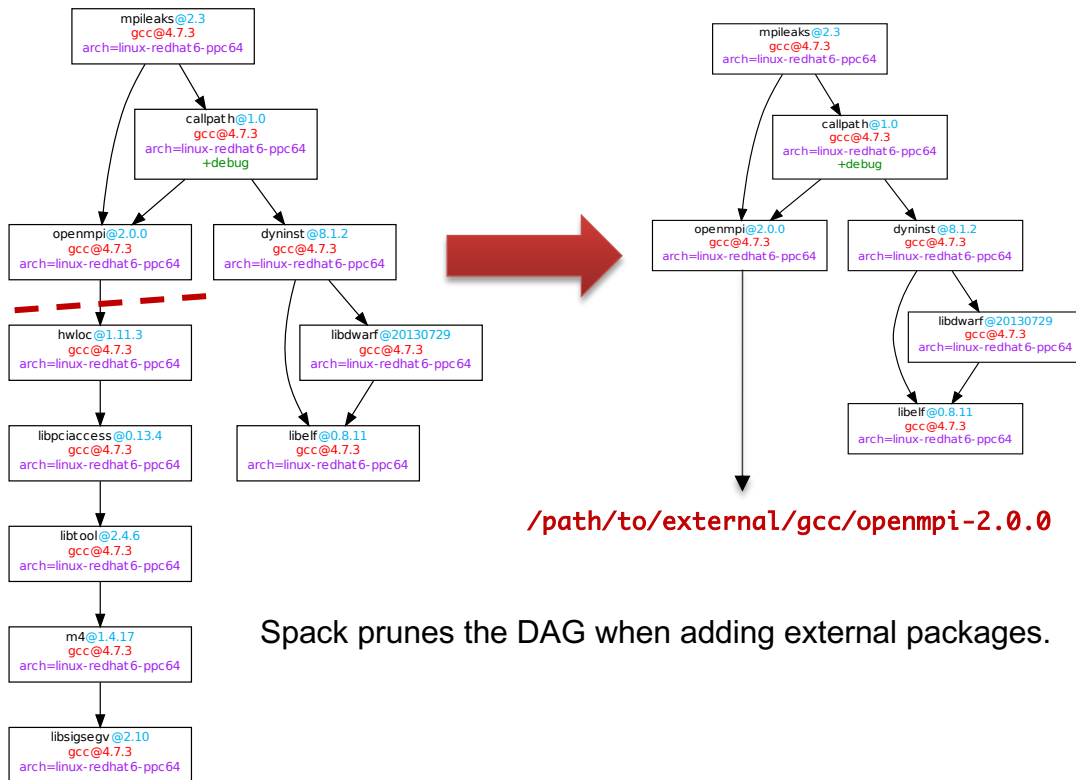 mpileaks@2.3
gcc@4.7.3
arch=linux-redhat6-ppc64
callpath@1.0
gcc@4.7.3
arch=linux-redhat6-ppc64
+debug
openmpi@2.0.0
gcc@4.7.3
arch=linux-redhat6-ppc64
dyninst@8.1.2
gcc@4.7.3
arch=linux-redhat6-ppc64
hwloc@1.11.3
gcc@4.7.3
arch=linux-redhat6-ppc64
libdwarf@20130729
gcc@4.7.3
arch=linux-redhat6-ppc64
libpciaccess@0.13.4
gcc@4.7.3
arch=linux-redhat6-ppc64
libelf@0.8.11
gcc@4.7.3
arch=linux-redhat6-ppc64
libtool@2.4.6
gcc@4.7.3
arch=linux-redhat6-ppc64
m4@1.4.17
gcc@4.7.3
arch=linux-redhat6-ppc64
libsigsegv@2.10
gcc@4.7.3
arch=linux-redhat6-ppc64
mpileaks@2.3
gcc@4.7.3
arch=linux-redhat6-ppc64
callpath@1.0
gcc@4.7.3
arch=linux-redhat6-ppc64
+debug
openmpi@2.0.0
gcc@4.7.3
arch=linux-redhat6-ppc64
dyninst@8.1.2
gcc@4.7.3
arch=linux-redhat6-ppc64
libdwarf@20130729
gcc@4.7.3
arch=linux-redhat6-ppc64
libelf@0.8.11
gcc@4.7.3
arch=linux-redhat6-ppc64
/path/to/external/gcc/openmpi-2.0.0
Spack prunes the DAG when adding external packages.